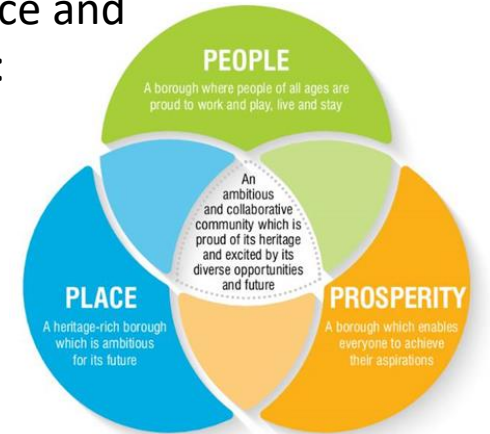 ce and
:
PEOPLE
A borough where people of all ages are
proud to work and play, live and stay
An
ambitious
and collaborative
community which is
proud of its heritage
and excited by its
diverse opportunities
and future
PLACE
A heritage-rich borough
which is ambitious
for its future
PROSPERITY
A borough which enables
everyone to achieve
their aspirations